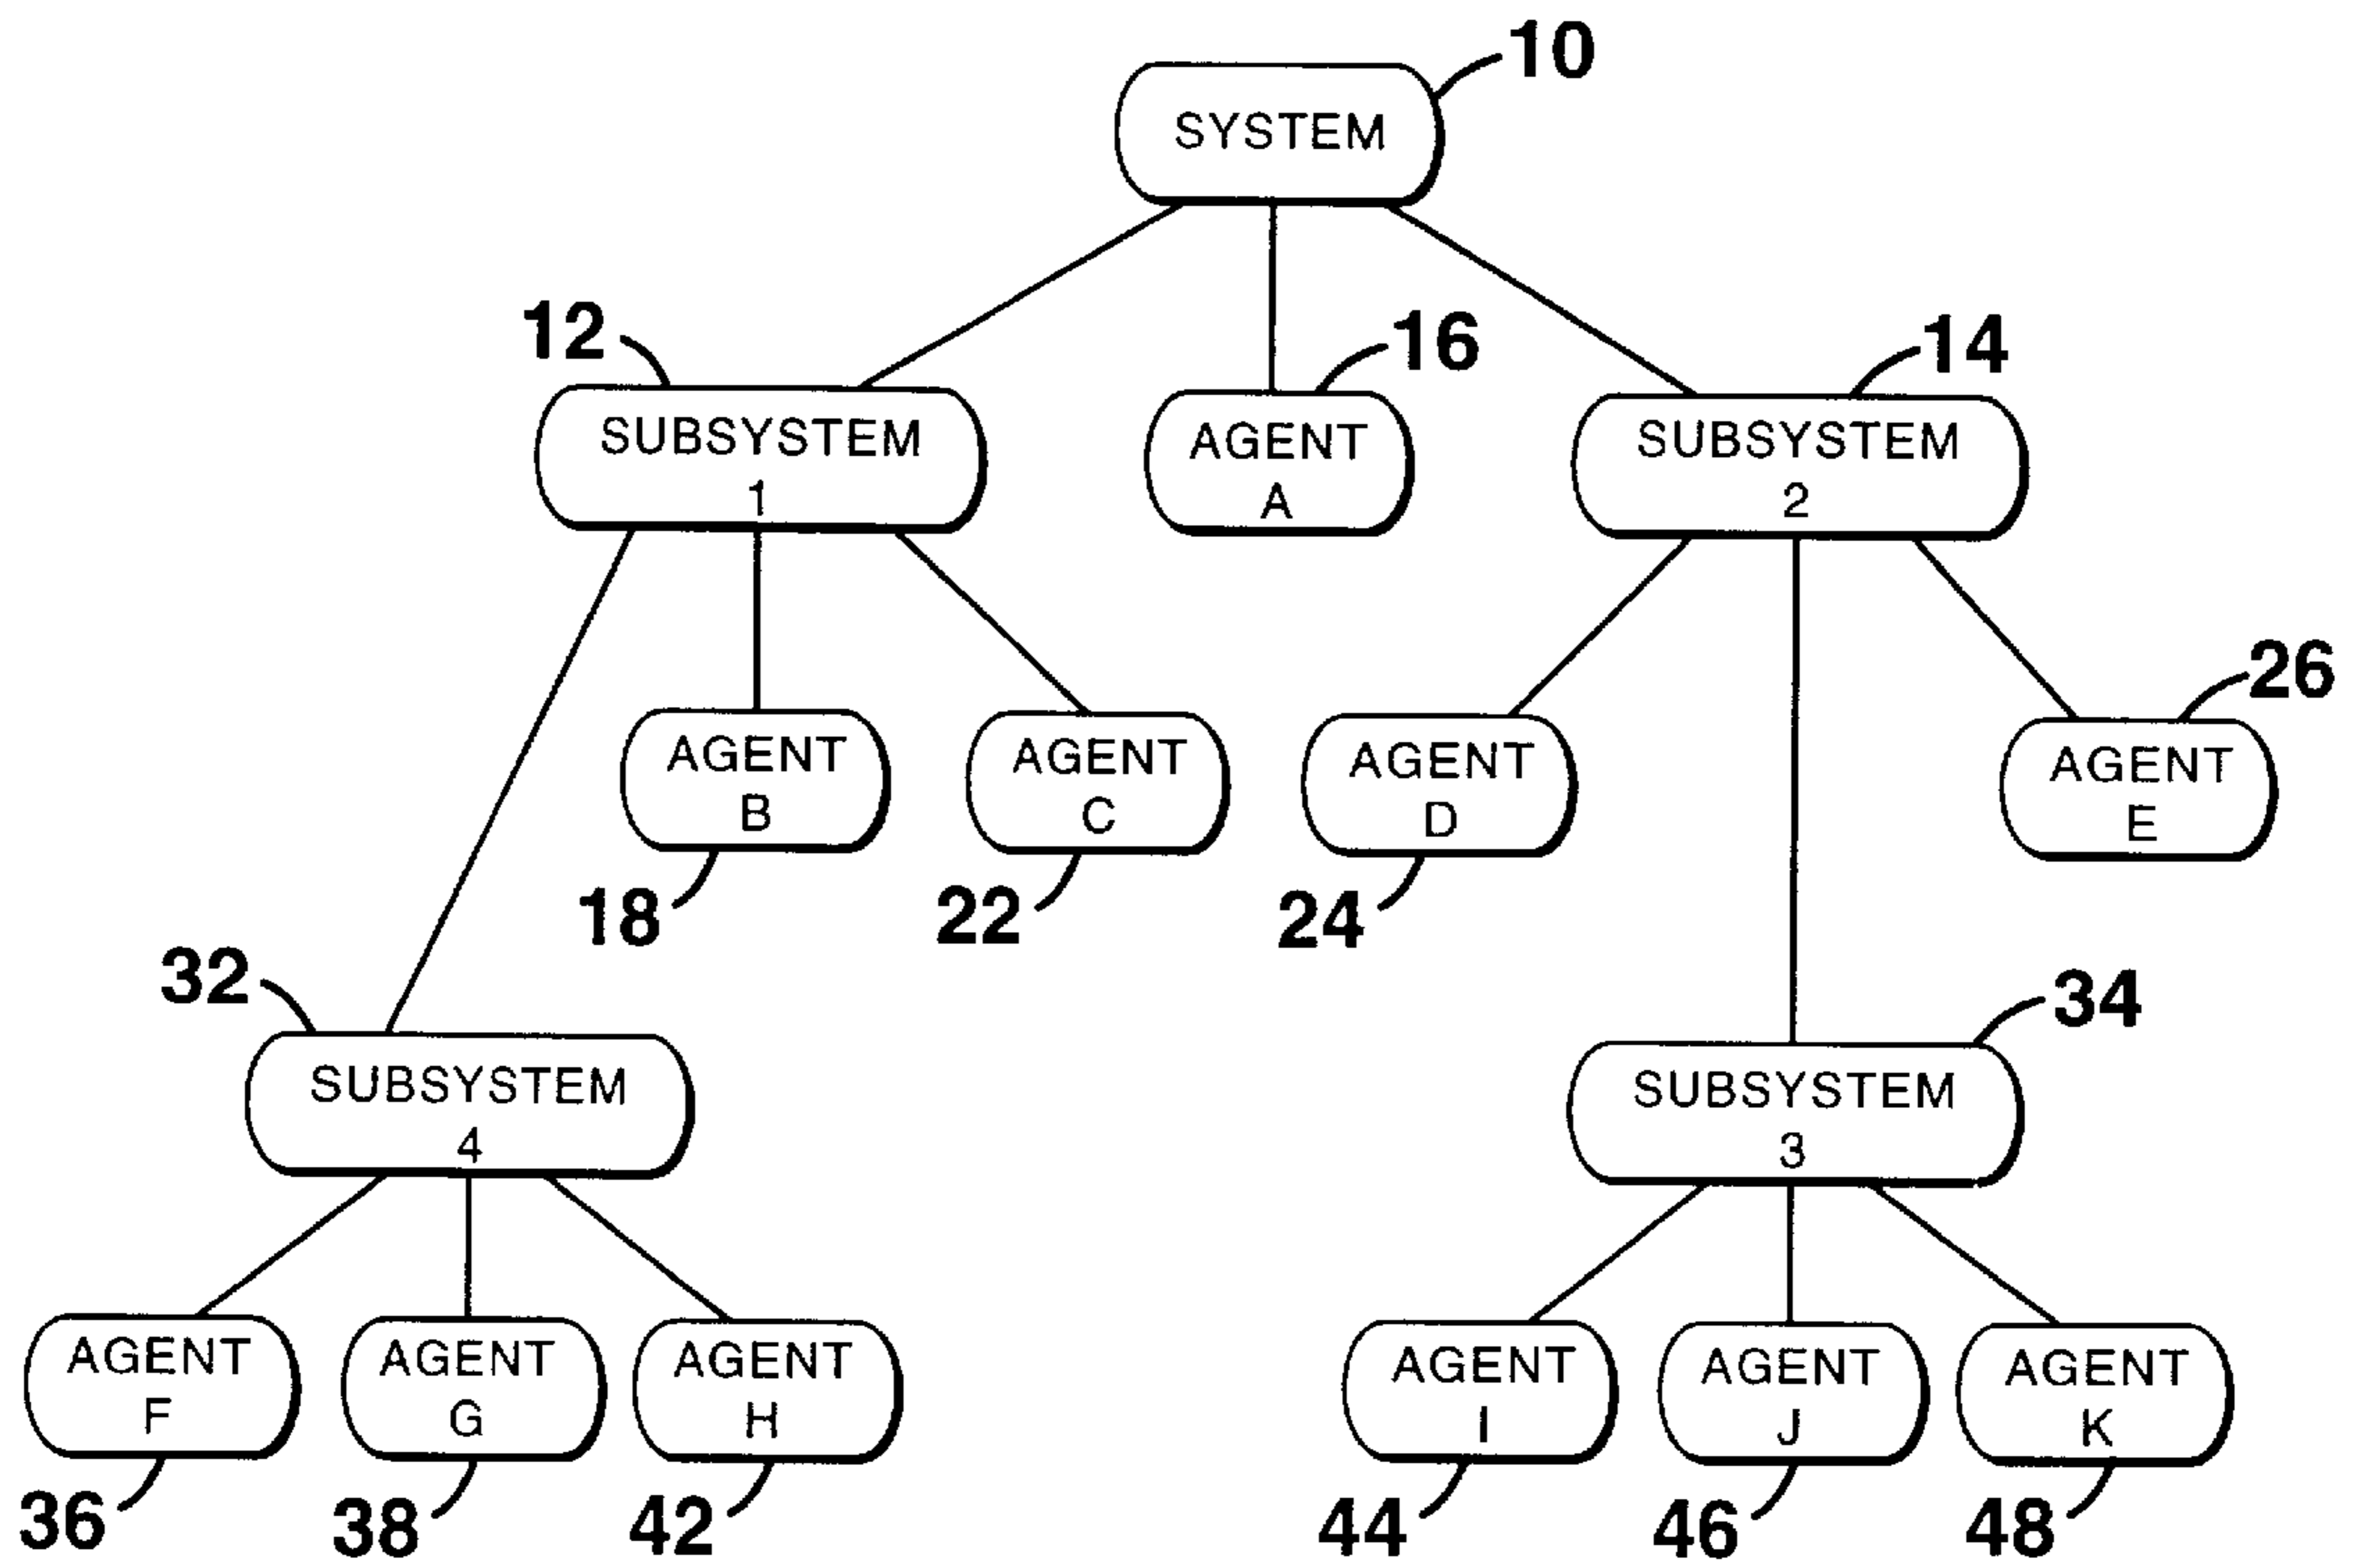 10
SYSTEM
12
16
14
SUBSYSTEM
1
AGENT
A
SUBSYSTEM
2
26
AGENT
B
AGENT
C
AGENT
D
AGENT
E
18
22
24
32
34
SUBSYSTEM
4
SUBSYSTEM
3
AGENT
F
AGENT
G
AGENT
H
AGENT
I
AGENT
J
AGENT
K
36
38
42
44
46
48